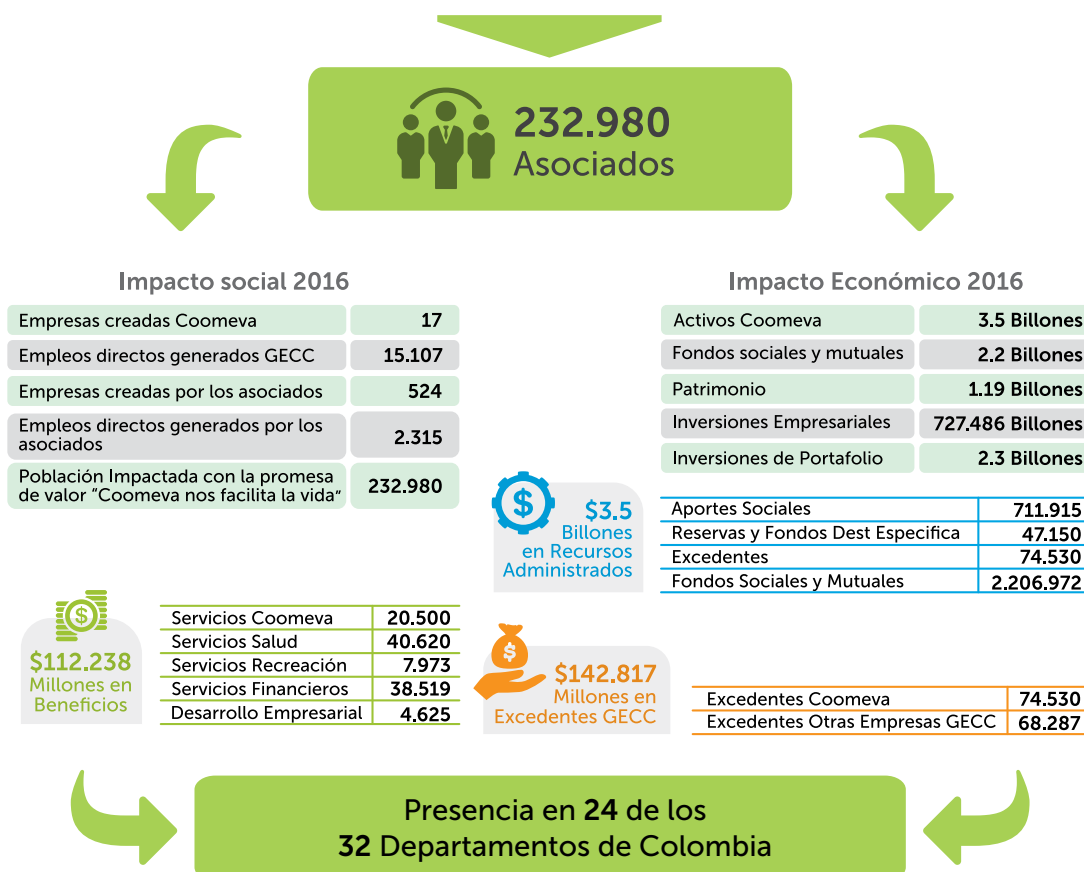 232.980
Asociados
Impacto social 2016
Empresas creadas Coomeva 17
Empleos directos generados GECC 15.107
Empresas creadas por los asociados 524
Empleos directos generados por los
asociados 2.315
Población Impactada con la promesa
de valor "Coomeva nos facilita la vida" 232.980
Impacto Económico 2016
Activos Coomeva 3.5 Billones
Fondos sociales y mutuales 2.2 Billones
Patrimonio 1.19 Billones
Inversiones Empresariales 727.486 Billones
Inversiones de Portafolio 2.3 Billones
$3.5
Billones
en Recursos
Administrados
Aportes Sociales 711.915
Reservas y Fondos Dest Especifica 47.150
Excedentes 74.530
Fondos Sociales y Mutuales 2.206.972
$112.238
Millones en
Beneficios
Servicios Coomeva 20.500
Servicios Salud 40.620
Servicios Recreación 7.973
Servicios Financieros 38.519
Desarrollo Empresarial 4.625
$142.817
Millones en
Excedentes GECC
Excedentes Coomeva 74.530
Excedentes Otras Empresas GECC 68.287
Presencia en 24 de los
32 Departamentos de Colombia